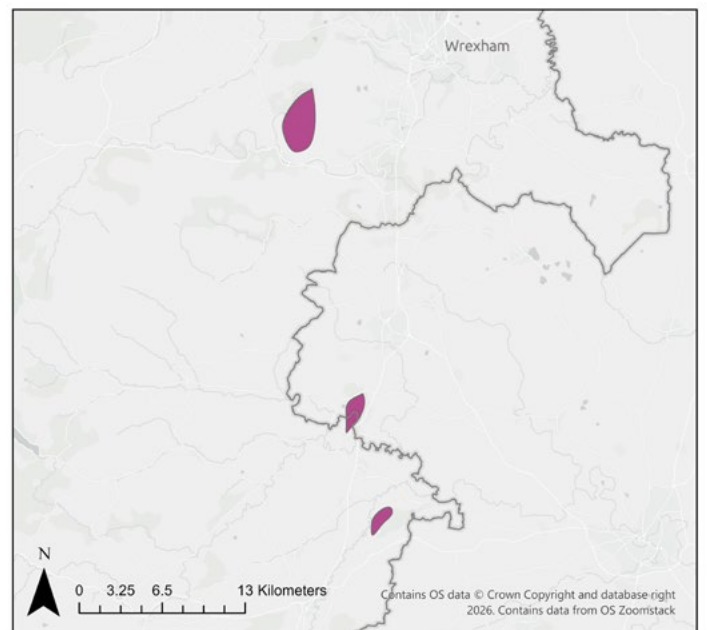 Wrexham
N
0 3.25 6.5 13 Kilometers
Contains OS data © Crown Copyright and database right
2026. Contains data from OS Zoomstack